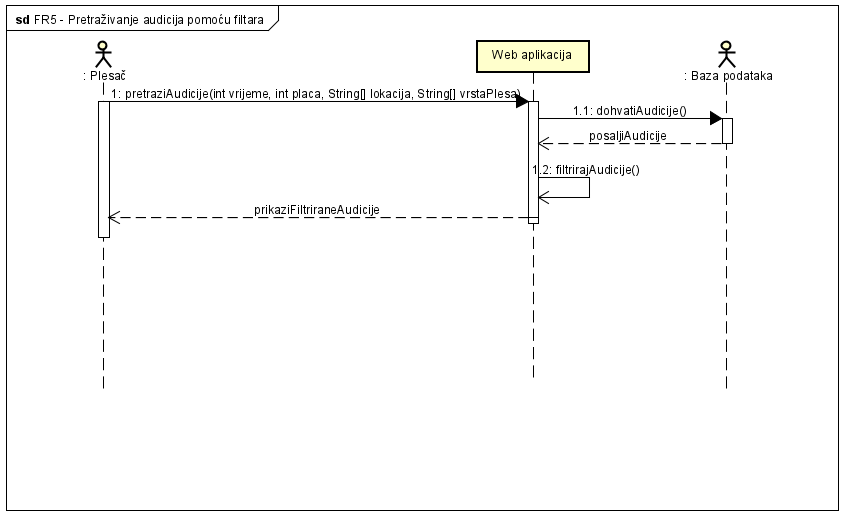 sd FR5 - Pretraživanje audicija pomoću filtara
: Plesač
Web aplikacija
: Baza podataka
1: pretraziAudicije(int vrijeme, int placa, String[] lokacija, String[] vrstaPlesa)
1.1: dohvatiAudicije()
posaljiAudicije
1.2: filtrirajAudicije()
prikaziFiltriraneAudicije